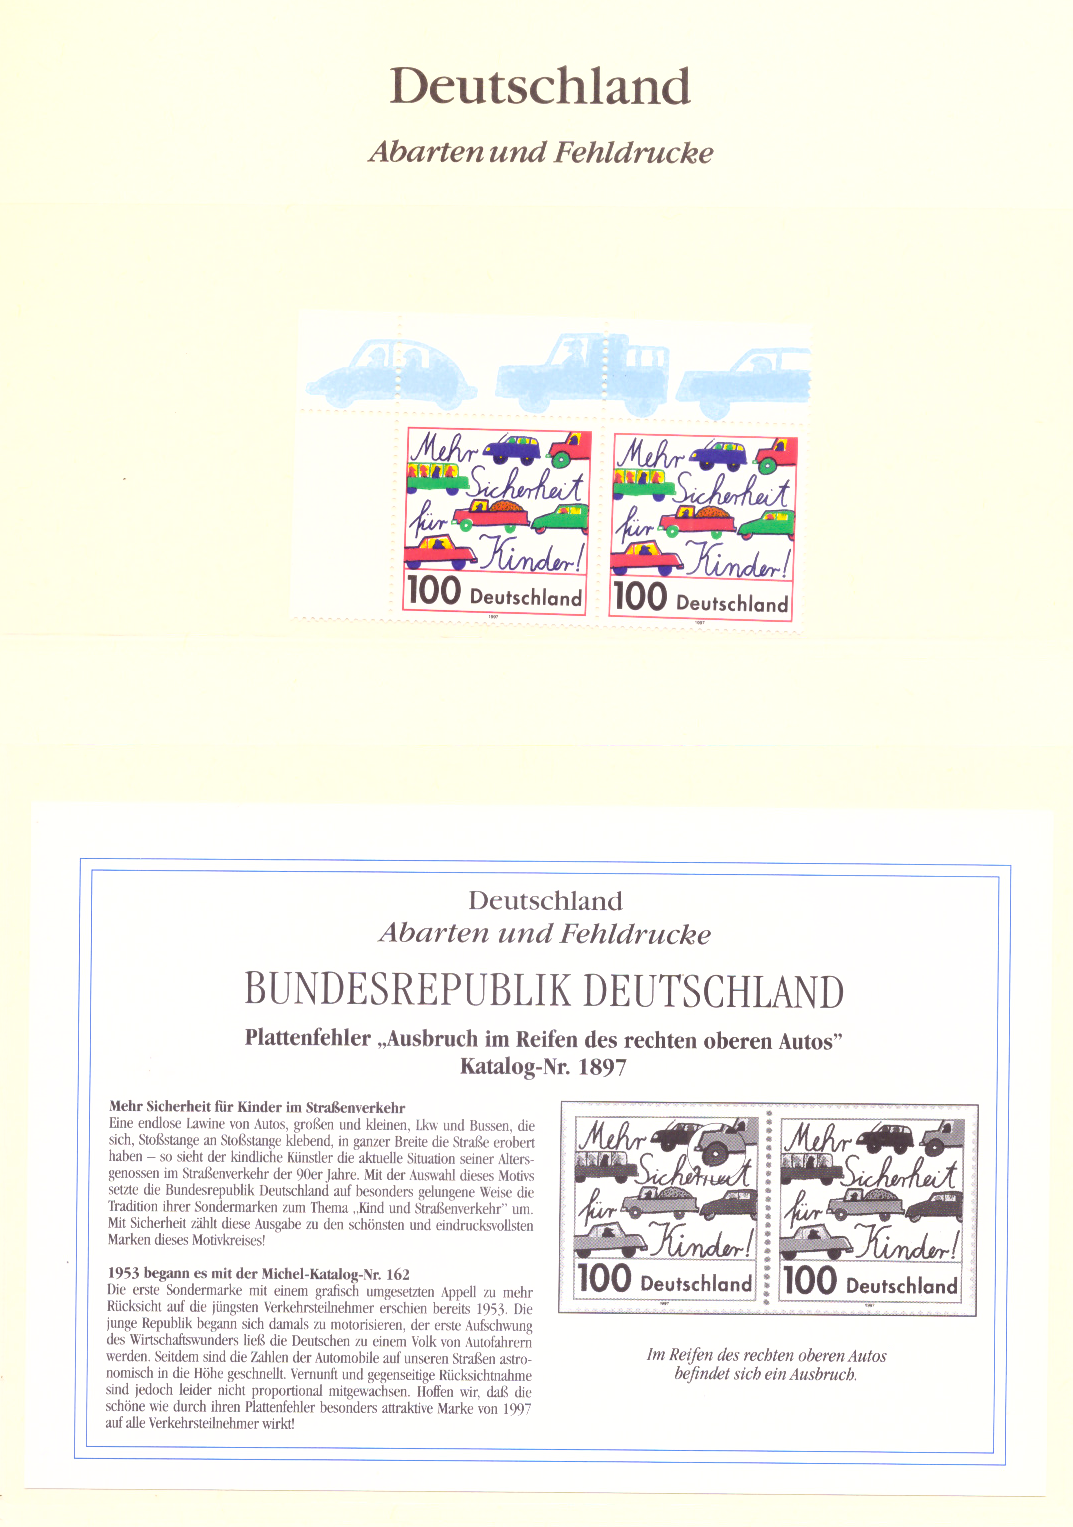 Deutschland
Abarten und Fehldrucke
Mehr
Sicherheit
für
Kinder!
100 Deutschland
1997
Mehr
Sicherheit
für
Kinder!
100 Deutschland
1997
Deutschland
Abarten und Fehldrucke
BUNDESREPUBLIK DEUTSCHLAND
Plattenfehler „Ausbruch im Reifen des rechten oberen Autos”
Katalog-Nr. 1897
Mehr Sicherheit für Kinder im Straßenverkehr
Eine endlose Lawine von Autos, großen und kleinen, Lkw und Bussen, die
sich, Stoßstange an Stoßstange klebend, in ganzer Breite die Straße erobert
haben – so sieht der kindliche Künstler die aktuelle Situation seiner Alters-
genossen im Straßenverkehr der 90er Jahre. Mit der Auswahl dieses Motivs
setzte die Bundesrepublik Deutschland auf besonders gelungene Weise die
Tradition ihrer Sondermarken zum Thema „Kind und Straßenverkehr” um.
Mit Sicherheit zählt diese Ausgabe zu den schönsten und eindrucksvollsten
Marken dieses Motivkreises!
1953 begann es mit der Michel-Katalog-Nr. 162
Die erste Sondermarke mit einem grafisch umgesetzten Appell zu mehr
Rücksicht auf die jüngsten Verkehrsteilnehmer erschien bereits 1953. Die
junge Republik begann sich damals zu motorisieren, der erste Aufschwung
des Wirtschaftswunders ließ die Deutschen zu einem Volk von Autofahrern
werden. Seitdem sind die Zahlen der Automobile auf unseren Straßen astro-
nomisch in die Höhe geschnellt. Vernunft und gegenseitige Rücksichtnahme
sind jedoch leider nicht proportional mitgewachsen. Hoffen wir, daß die
schöne wie durch ihren Plattenfehler besonders attraktive Marke von 1997
auf alle Verkehrsteilnehmer wirkt!
Mehr
Sicherheit
für
Kinder!
100 Deutschland
1997
Mehr
Sicherheit
für
Kinder!
100 Deutschland
1997
Im Reifen des rechten oberen Autos
befindet sich ein Ausbruch.